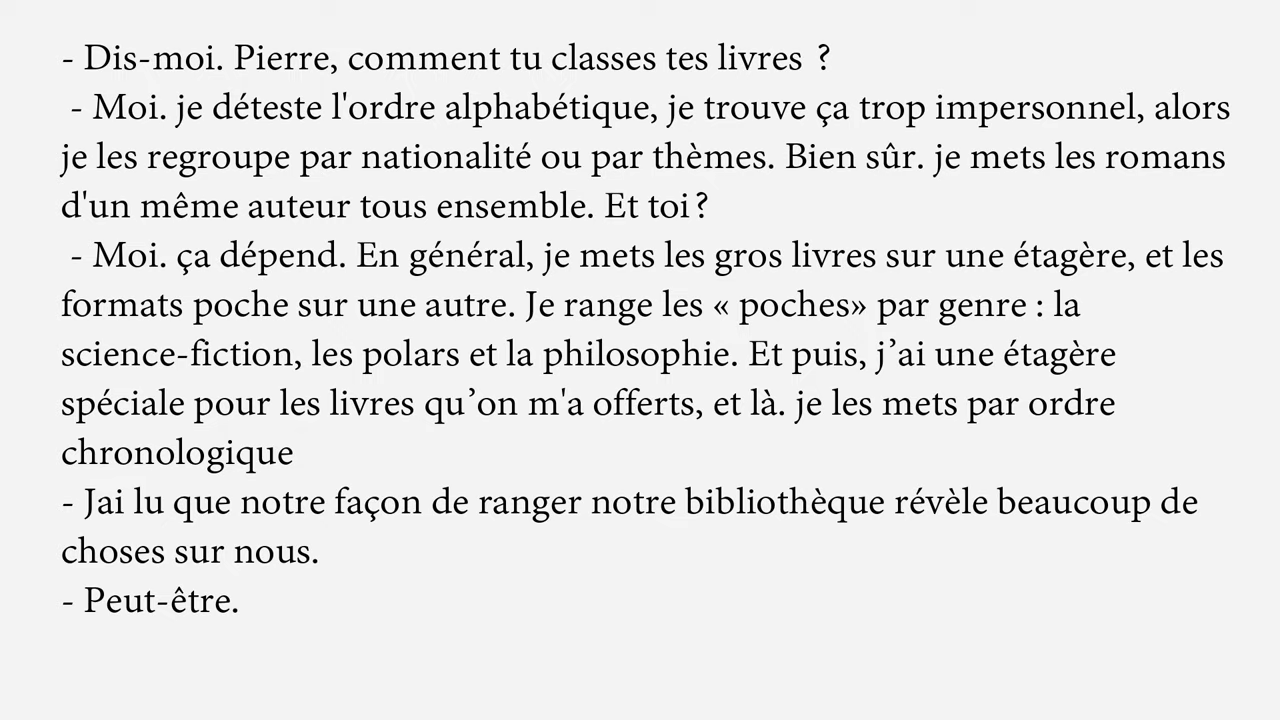 - Dis-moi. Pierre, comment tu classes tes livres ?
- Moi. je déteste l'ordre alphabétique, je trouve ça trop impersonnel, alors
je les regroupe par nationalité ou par thèmes. Bien sûr. je mets les romans
d'un même auteur tous ensemble. Et toi ?
- Moi. ça dépend. En général, je mets les gros livres sur une étagère, et les
formats poche sur une autre. Je range les « poches» par genre : la
science-fiction, les polars et la philosophie. Et puis, j’ai une étagère
spéciale pour les livres qu’on m'a offerts, et là. je les mets par ordre
chronologique
- Jai lu que notre façon de ranger notre bibliothèque révèle beaucoup de
choses sur nous.
- Peut-être.